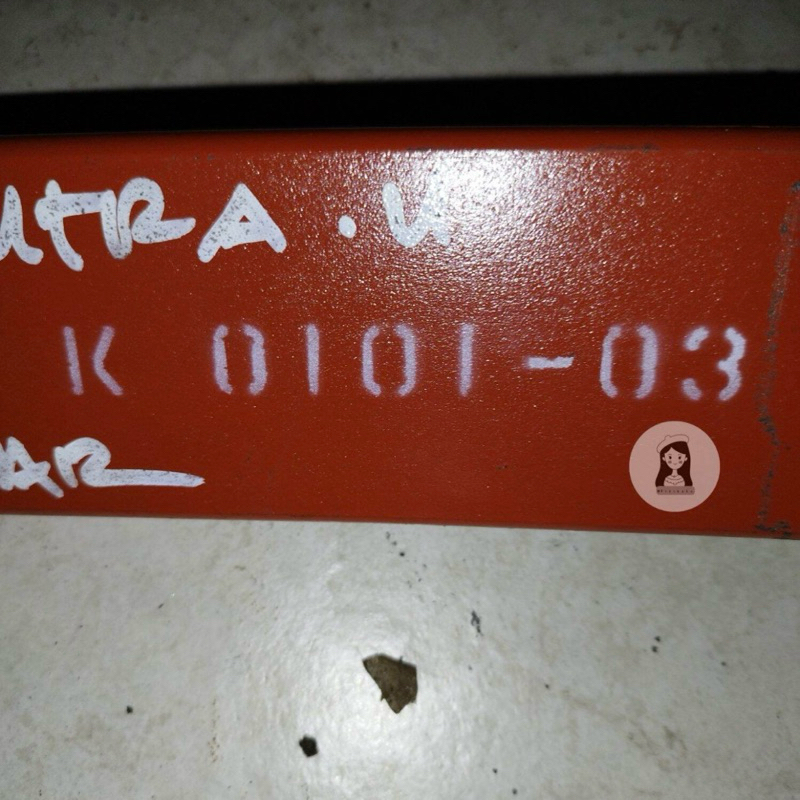 UTRA . U
K 0101-03
AR